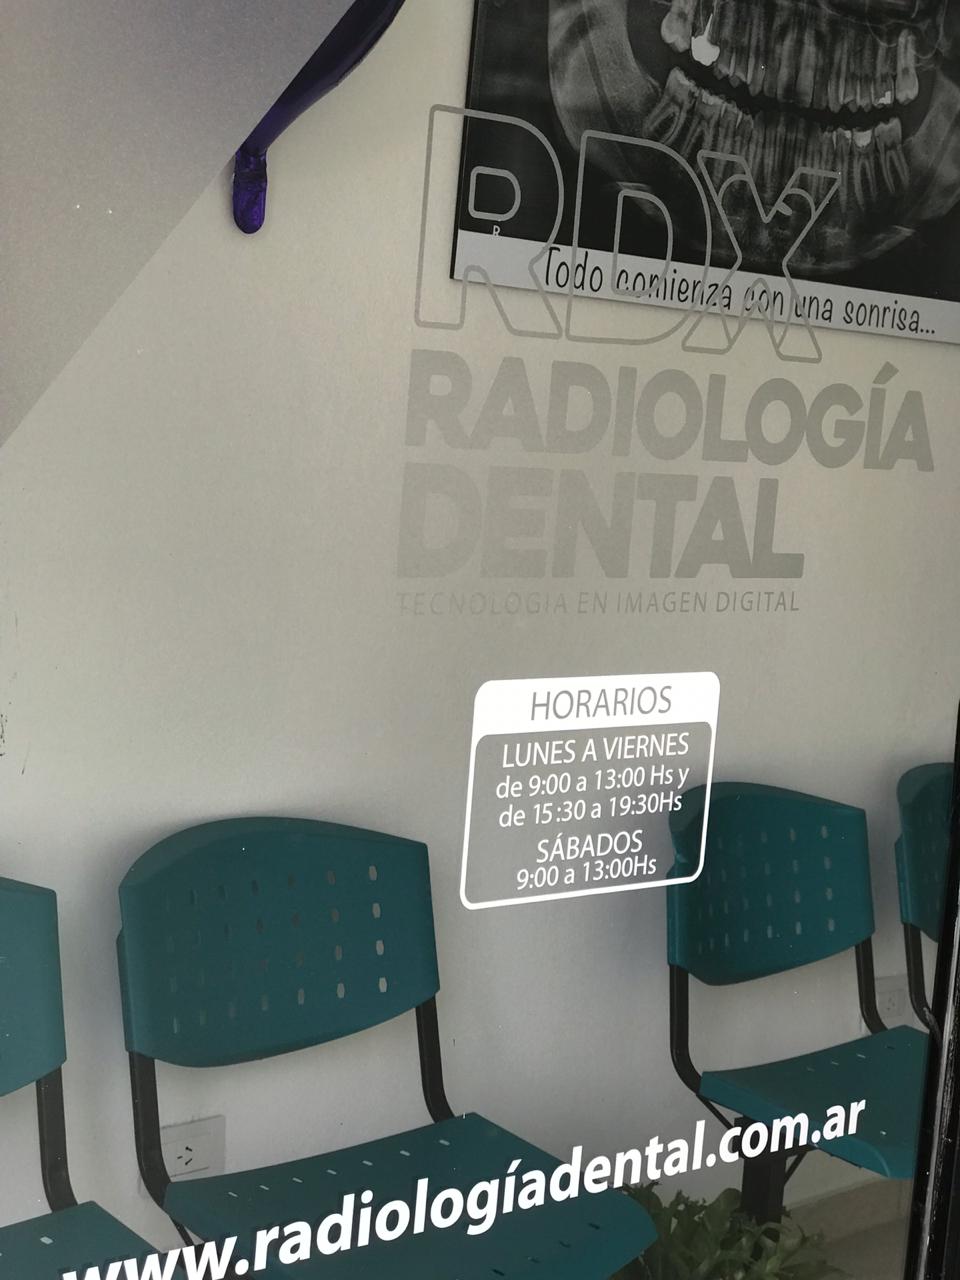 RDX
R
Todo comienza con una sonrisa...
RADIOLOGÍA
DENTAL
TECNOLOGIA EN IMAGEN DIGITAL
HORARIOS
LUNES A VIERNES
de 9:00 a 13:00 Hs y
de 15:30 a 19:30Hs
SÁBADOS
9:00 a 13:00Hs
www.radiologíadental.com.ar